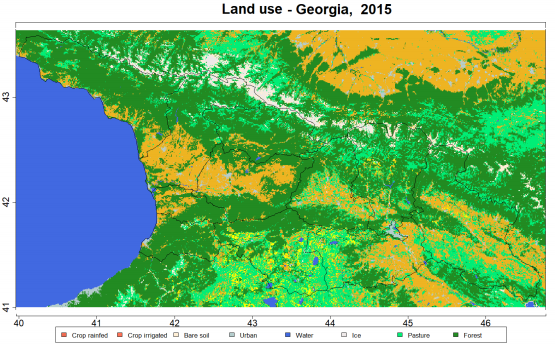 Land use - Georgia, 2015
43
42
41
40 41 42 43 44 45 46
Crop rainfed Crop irrigated Bare soil Urban Water Ice Pasture Forest